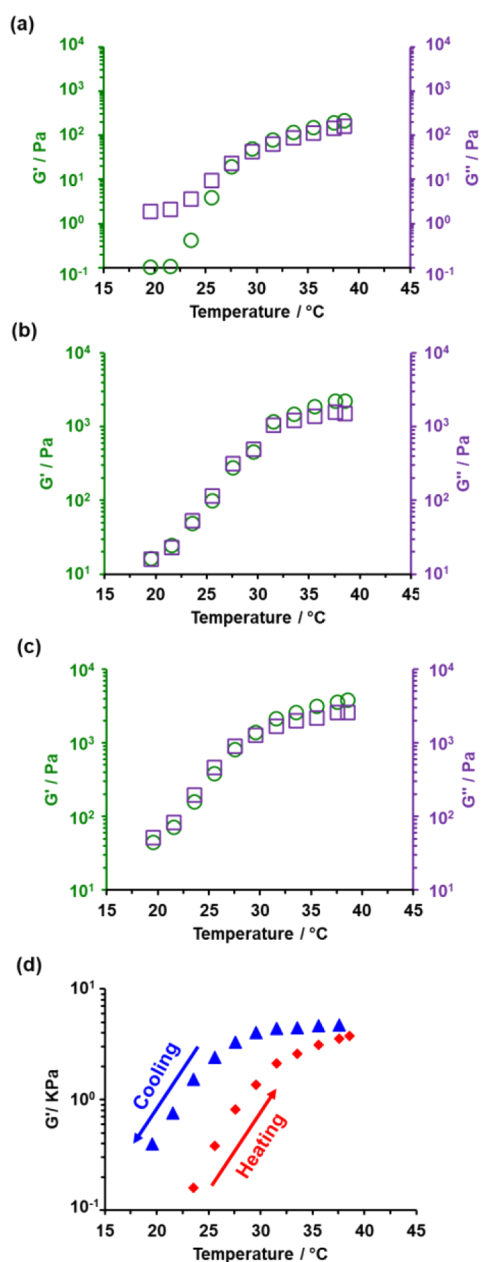 (a)
10⁴ 10⁴
10³ 10³
10² 10²
10¹ 10¹
10⁰ 10⁰
10⁻¹ 10⁻¹
G' / Pa
G'' / Pa
15 20 25 30 35 40 45
Temperature / °C
(b)
10⁴ 10⁴
10³ 10³
10² 10²
10¹ 10¹
G' / Pa
G'' / Pa
15 20 25 30 35 40 45
Temperature / °C
(c)
10⁴ 10⁴
10³ 10³
10² 10²
10¹ 10¹
G' / Pa
G'' / Pa
15 20 25 30 35 40 45
Temperature / °C
(d)
10¹
10⁰
10⁻¹
G'/ KPa
Cooling
Heating
15 20 25 30 35 40 45
Temperature / °C